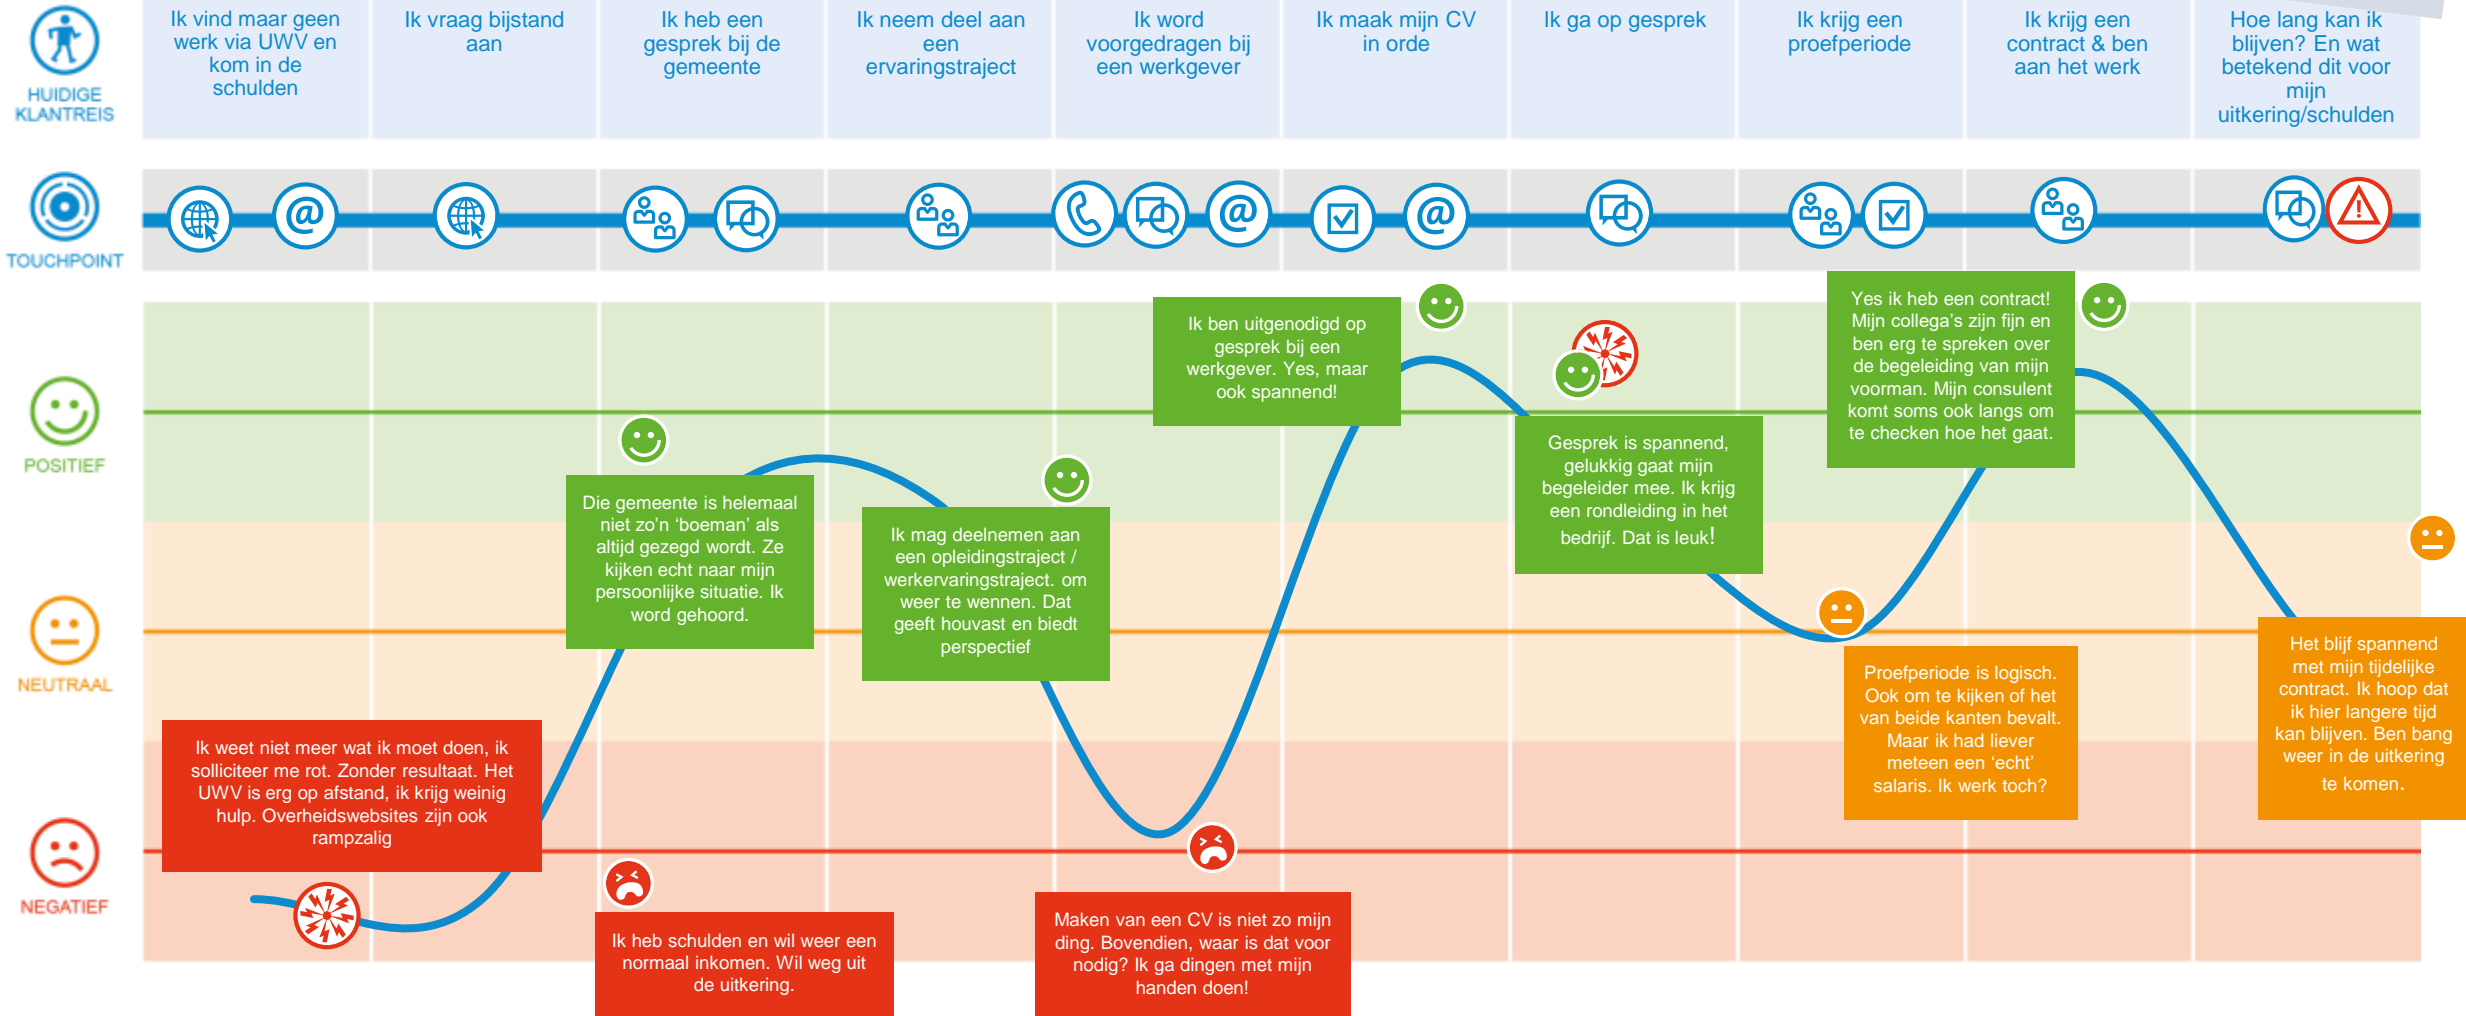 Ik vind maar geen
werk via UWV en
kom in de
schulden
Ik vraag bijstand
aan
Ik heb een
gesprek bij de
gemeente
Ik neem deel aan
een
ervaringstraject
Ik word
voorgedragen bij
een werkgever
Ik maak mijn CV
in orde
Ik ga op gesprek
Ik krijg een
proefperiode
Ik krijg een
contract & ben
aan het werk
Hoe lang kan ik
blijven? En wat
betekend dit voor
mijn
uitkering/schulden
HUIDIGE
KLANTREIS
TOUCHPOINT
POSITIEF
NEUTRAAL
NEGATIEF
Ik weet niet meer wat ik moet doen, ik
solliciteer me rot. Zonder resultaat. Het
UWV is erg op afstand, ik krijg weinig
hulp. Overheidswebsites zijn ook
rampzalig
Ik heb schulden en wil weer een
normaal inkomen. Wil weg uit
de uitkering.
Die gemeente is helemaal
niet zo'n ‘boeman’ als
altijd gezegd wordt. Ze
kijken echt naar mijn
persoonlijke situatie. Ik
word gehoord.
Ik mag deelnemen aan
een opleidingstraject /
werkervaringstraject. om
weer te wennen. Dat
geeft houvast en biedt
perspectief
Maken van een CV is niet zo mijn
ding. Bovendien, waar is dat voor
nodig? Ik ga dingen met mijn
handen doen!
Ik ben uitgenodigd op
gesprek bij een
werkgever. Yes, maar
ook spannend!
Gesprek is spannend,
gelukkig gaat mijn
begeleider mee. Ik krijg
een rondleiding in het
bedrijf. Dat is leuk!
Yes ik heb een contract!
Mijn collega's zijn fijn en
ben erg te spreken over
de begeleiding van mijn
voorman. Mijn consulent
komt soms ook langs om
te checken hoe het gaat.
Proefperiode is logisch.
Ook om te kijken of het
van beide kanten bevalt.
Maar ik had liever
meteen een ‘echt’
salaris. Ik werk toch?
Het blijf spannend
met mijn tijdelijke
contract. Ik hoop dat
ik hier langere tijd
kan blijven. Ben bang
weer in de uitkering
te komen.